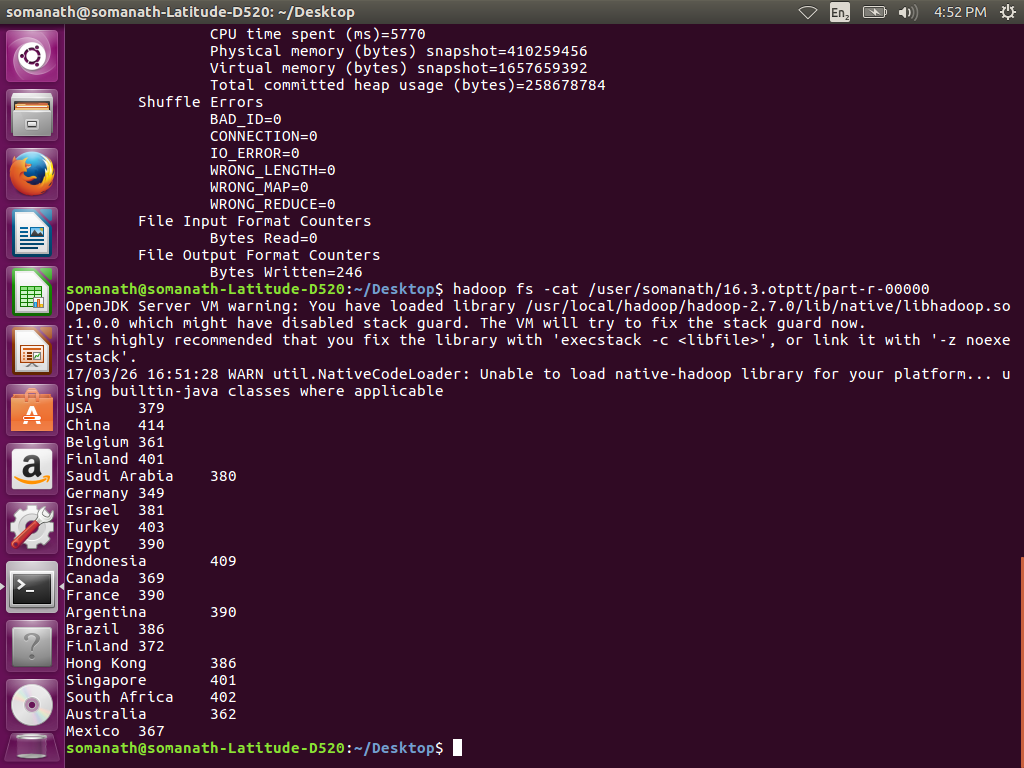 somanath@somanath-Latitude-D520: ~/Desktop
En2
4:52 PM
CPU time spent (ms)=5770
Physical memory (bytes) snapshot=410259456
Virtual memory (bytes) snapshot=1657659392
Total committed heap usage (bytes)=258678784
Shuffle Errors
BAD_ID=0
CONNECTION=0
IO_ERROR=0
WRONG_LENGTH=0
WRONG_MAP=0
WRONG_REDUCE=0
File Input Format Counters
Bytes Read=0
File Output Format Counters
Bytes Written=246
somanath@somanath-Latitude-D520:~/Desktop$ hadoop fs -cat /user/somanath/16.3.otptt/part-r-00000
OpenJDK Server VM warning: You have loaded library /usr/local/hadoop/hadoop-2.7.0/lib/native/libhadoop.so
.1.0.0 which might have disabled stack guard. The VM will try to fix the stack guard now.
It's highly recommended that you fix the library with 'execstack -c <libfile>', or link it with '-z noexe
cstack'.
17/03/26 16:51:28 WARN util.NativeCodeLoader: Unable to load native-hadoop library for your platform... u
sing builtin-java classes where applicable
USA 379
China 414
Belgium 361
Finland 401
Saudi Arabia 380
Germany 349
Israel 381
Turkey 403
Egypt 390
Indonesia 409
Canada 369
France 390
Argentina 390
Brazil 386
Finland 372
Hong Kong 386
Singapore 401
South Africa 402
Australia 362
Mexico 367
somanath@somanath-Latitude-D520:~/Desktop$